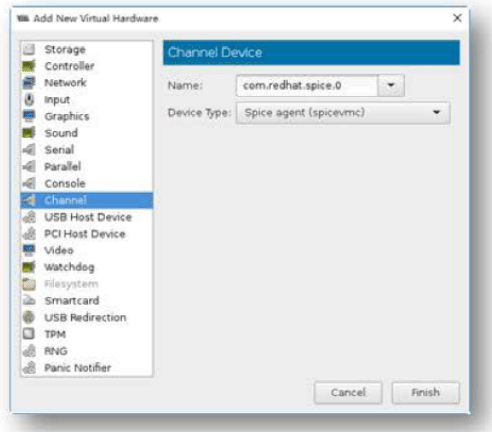 Add New Virtual Hardware
Storage
Controller
Network
Input
Graphics
Sound
Serial
Parallel
Console
Channel
USB Host Device
PCI Host Device
Video
Watchdog
Filesystem
Smartcard
USB Redirection
TPM
RNG
Panic Notifier
Channel Device
Name: com.redhat.spice.0
Device Type: Spice agent (spicevmc)
Cancel Finish